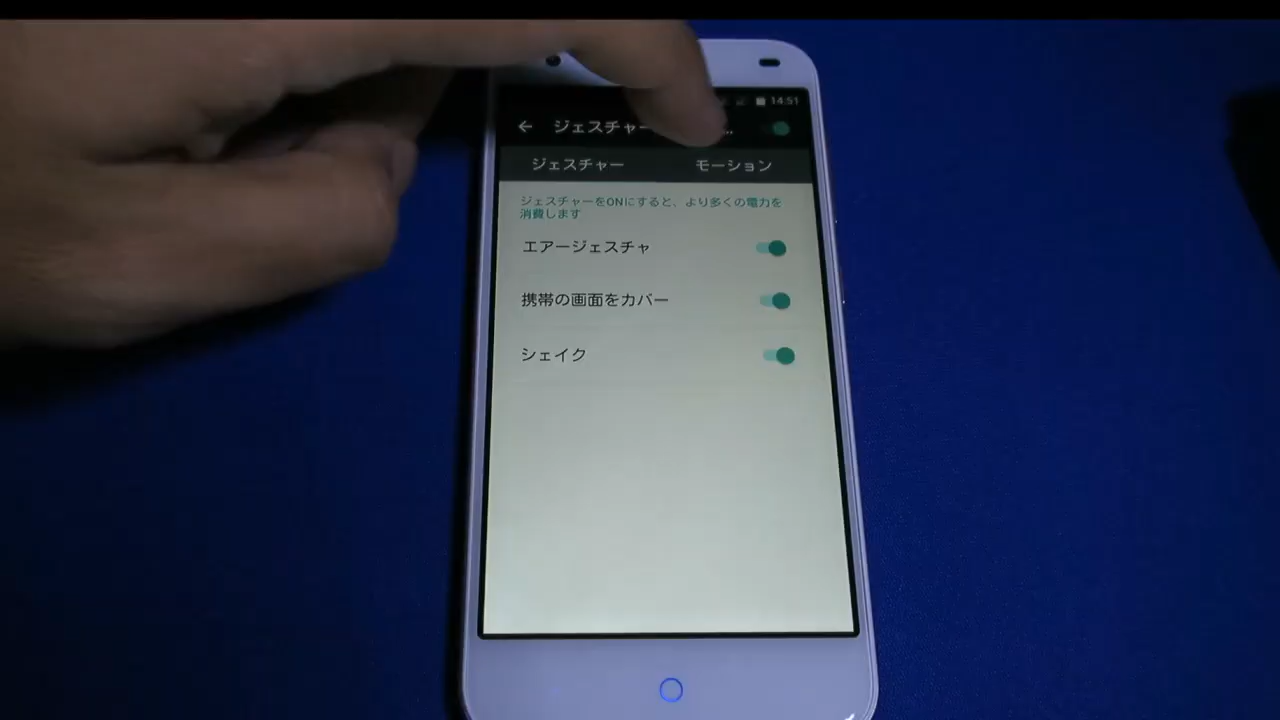 14:51
ジェスチャー
ジェスチャー モーション
ジェスチャーをONにすると、より多くの電力を
消費します
エアージェスチャ
携帯の画面をカバー
シェイク